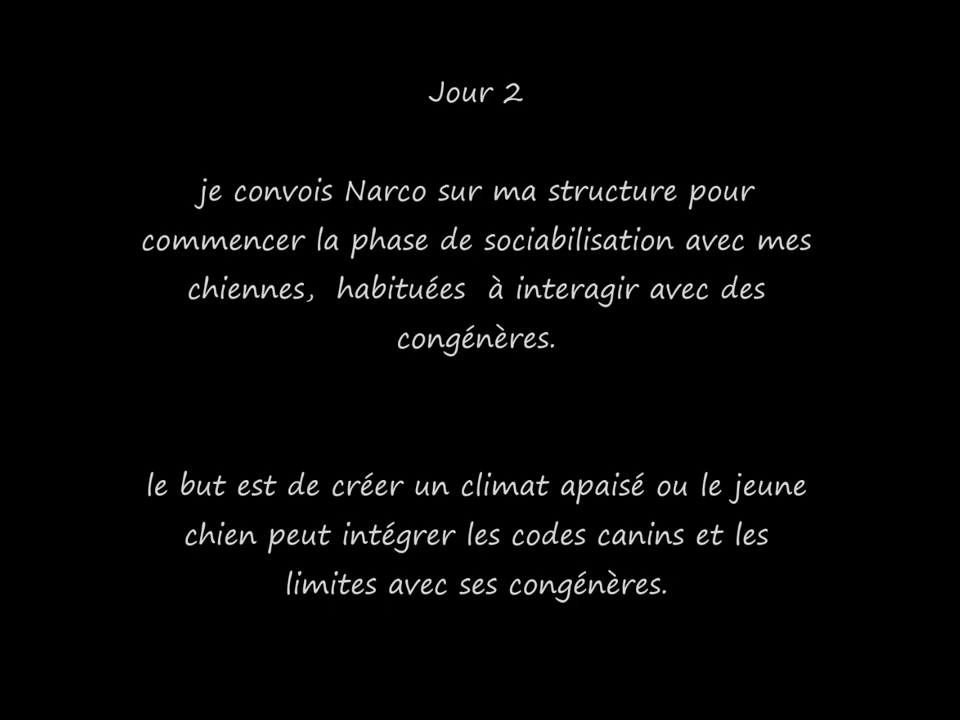 Jour 2
je convois Narco sur ma structure pour
commencer la phase de sociabilisation avec mes
chiennes, habituées à interagir avec des
congénères.
le but est de créer un climat apaisé ou le jeune
chien peut intégrer les codes canins et les
limites avec ses congénères.